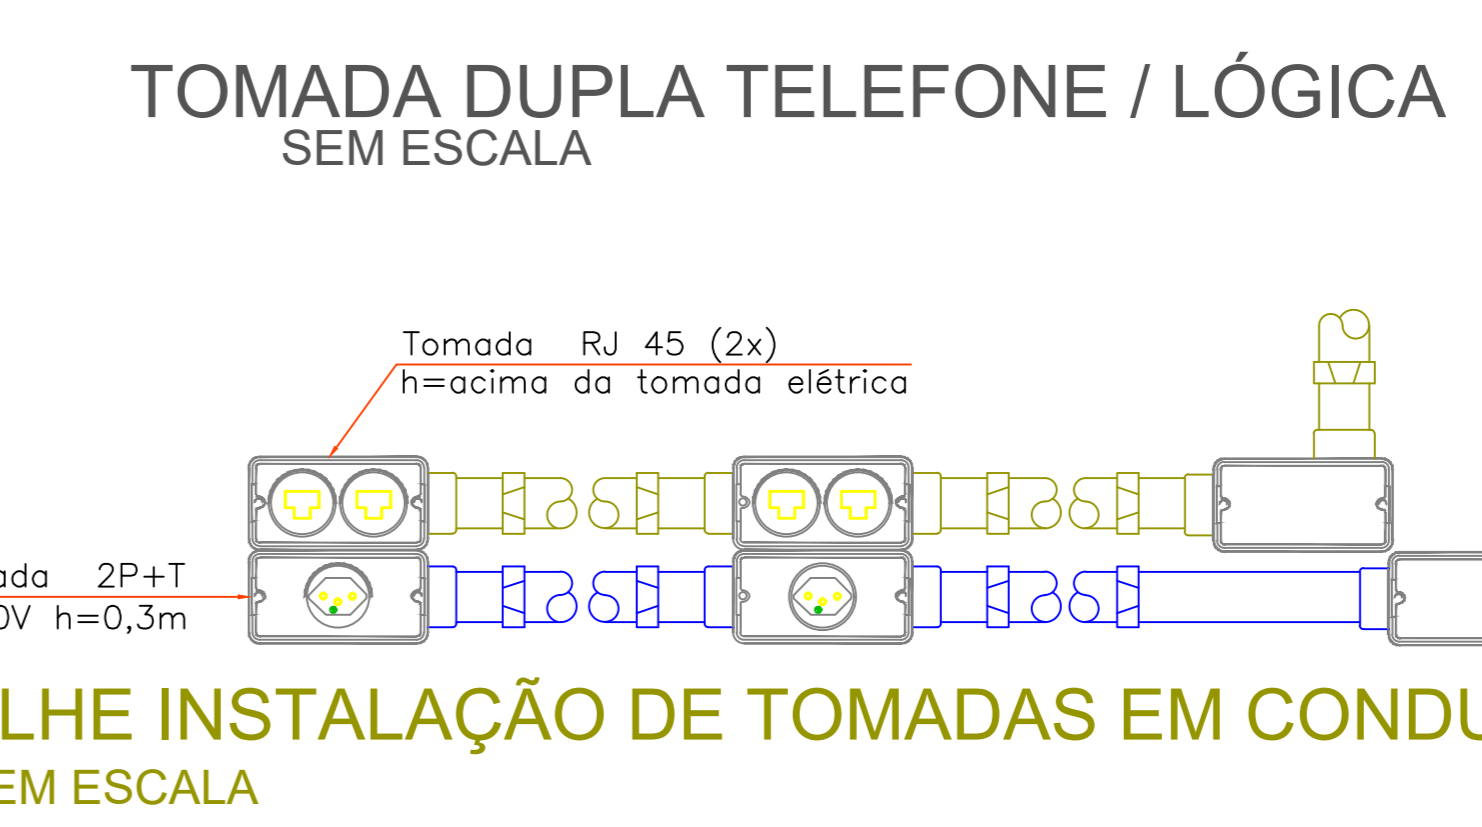 TOMADA DUPLA TELEFONE / LÓGICA
SEM ESCALA
Tomada RJ 45 (2x)
h=acima da tomada elétrica
ada 2P+T
0V h=0,3m
LHE INSTALAÇÃO DE TOMADAS EM CONDU
EM ESCALA